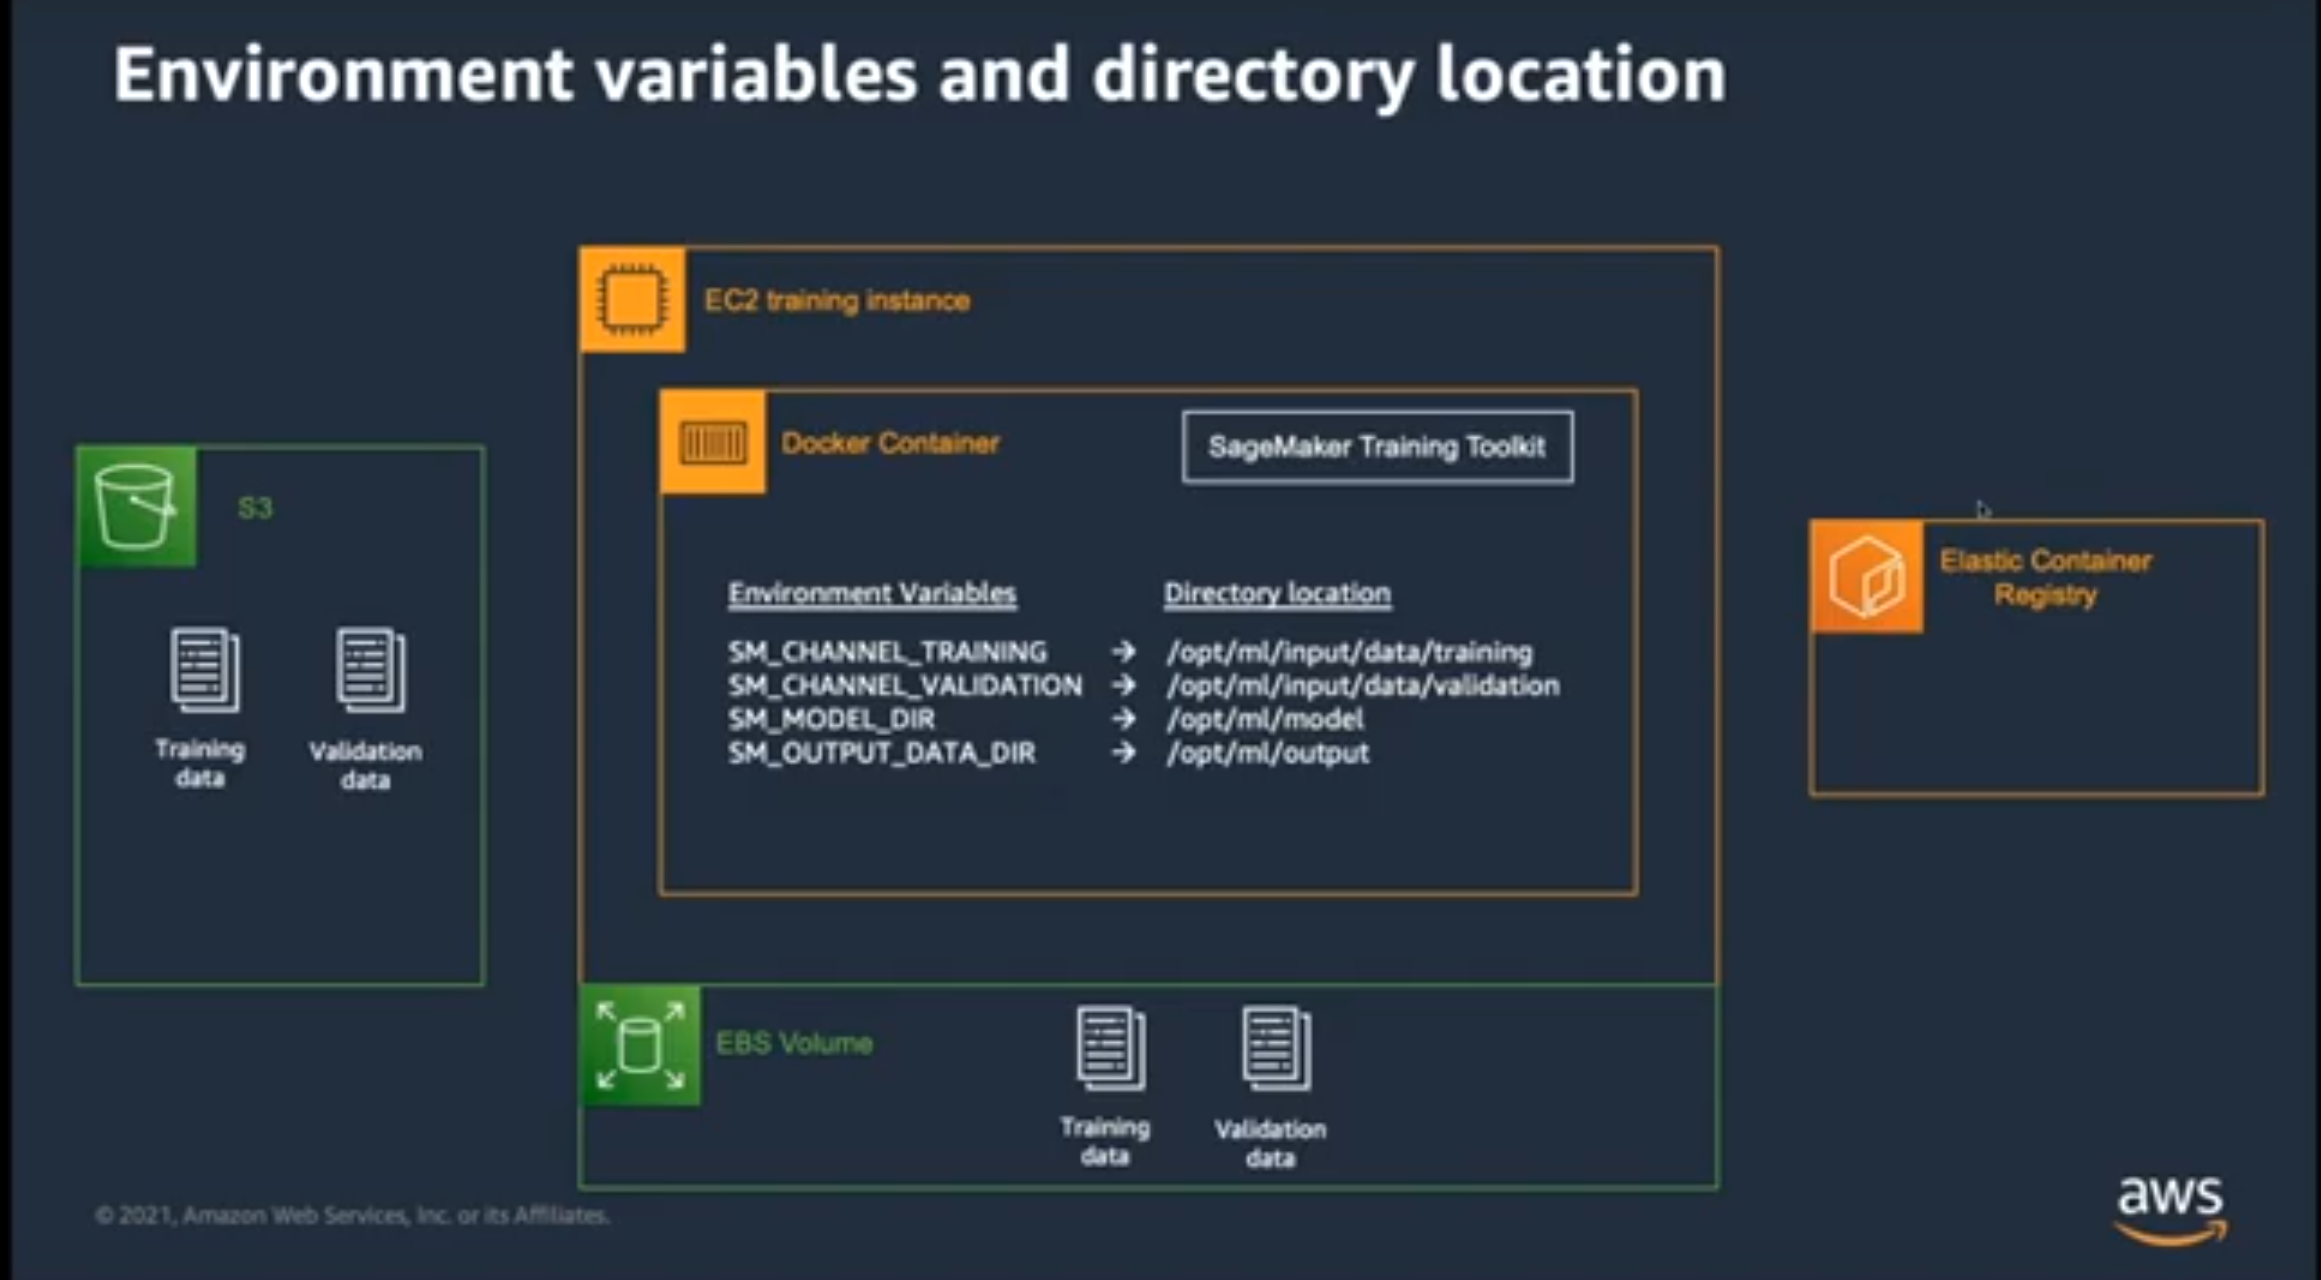 Environment variables and directory location
EC2 training instance
Docker Container
SageMaker Training Toolkit
S3
Training
data
Validation
data
Environment Variables
Directory location
SM_CHANNEL_TRAINING → /opt/ml/input/data/training
SM_CHANNEL_VALIDATION → /opt/ml/input/data/validation
SM_MODEL_DIR → /opt/ml/model
SM_OUTPUT_DATA_DIR → /opt/ml/output
Elastic Container
Registry
EBS Volume
Training
data
Validation
data
© 2021, Amazon Web Services, Inc. or its Affiliates.
aws